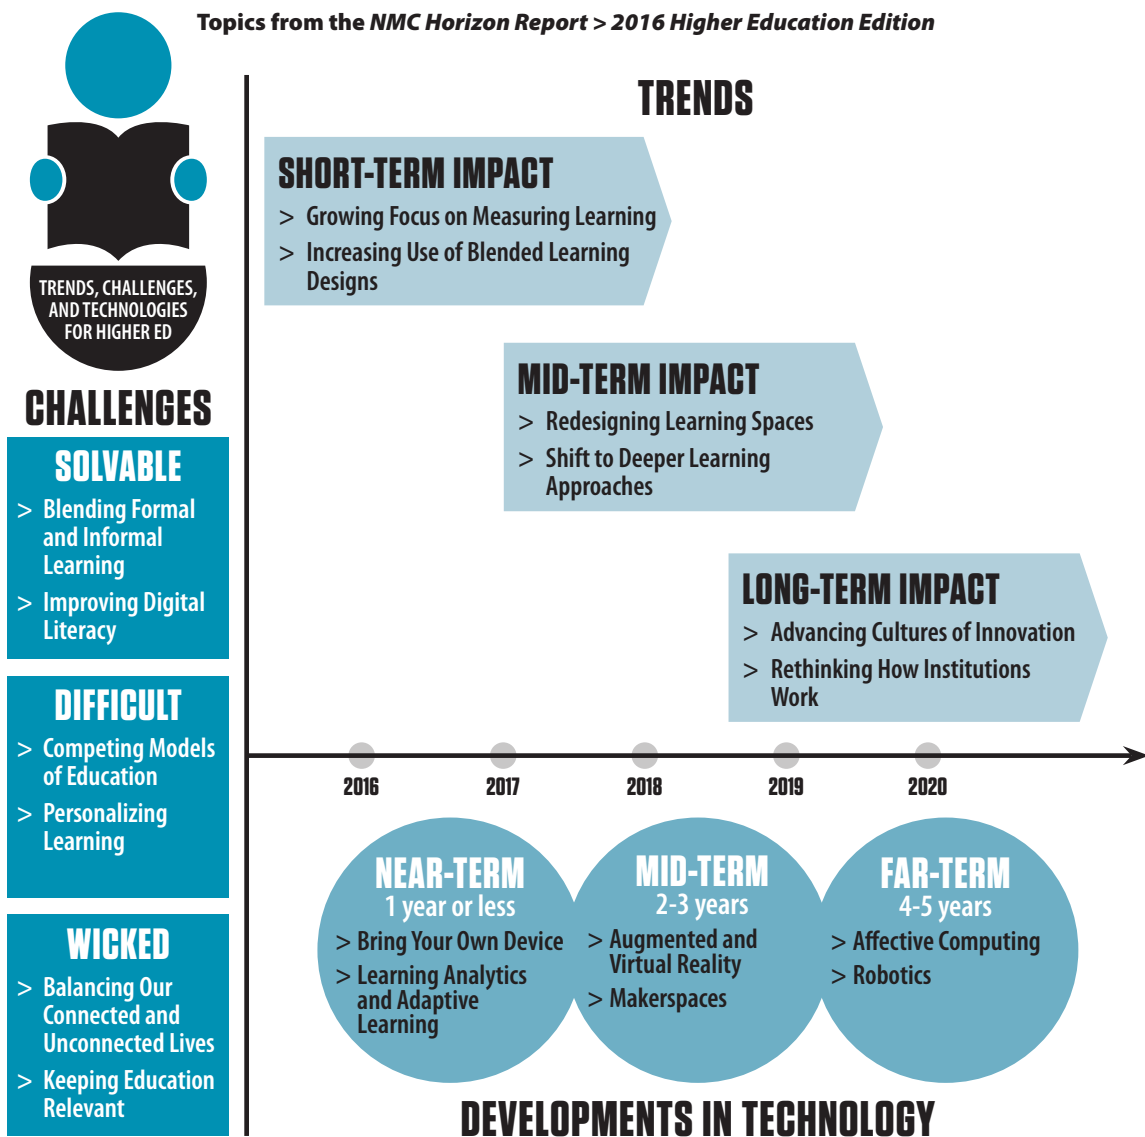 Topics from the NMC Horizon Report > 2016 Higher Education Edition
TRENDS, CHALLENGES,
AND TECHNOLOGIES
FOR HIGHER ED
CHALLENGES
SOLVABLE
> Blending Formal
and Informal
Learning
> Improving Digital
Literacy
DIFFICULT
> Competing Models
of Education
> Personalizing
Learning
WICKED
> Balancing Our
Connected and
Unconnected Lives
> Keeping Education
Relevant
TRENDS
SHORT-TERM IMPACT
> Growing Focus on Measuring Learning
> Increasing Use of Blended Learning
Designs
MID-TERM IMPACT
> Redesigning Learning Spaces
> Shift to Deeper Learning
Approaches
LONG-TERM IMPACT
> Advancing Cultures of Innovation
> Rethinking How Institutions
Work
2016 2017 2018 2019 2020
NEAR-TERM
1 year or less
> Bring Your Own Device
> Learning Analytics
and Adaptive
Learning
MID-TERM
2-3 years
> Augmented and
Virtual Reality
> Makerspaces
FAR-TERM
4-5 years
> Affective Computing
> Robotics
DEVELOPMENTS IN TECHNOLOGY